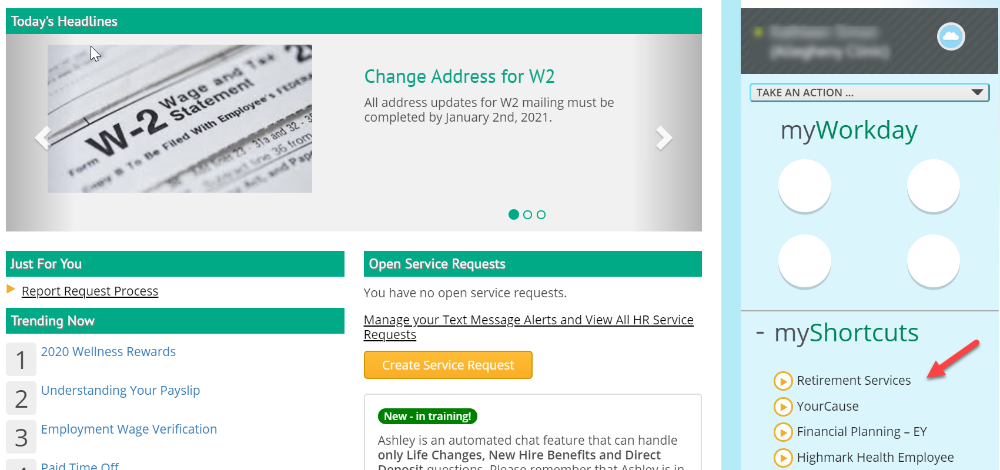 Today's Headlines
Wage and Tax
Statement
Form W-2
Copy B To Be Filed With Employee's FEDERAL
31a and 32
line 36 from
Act, and Pape
Change Address for W2
All address updates for W2 mailing must be
completed by January 2nd, 2021.
Just For You
Report Request Process
Trending Now
1 2020 Wellness Rewards
2 Understanding Your Payslip
3 Employment Wage Verification
Paid Time Off
Open Service Requests
You have no open service requests.
Manage your Text Message Alerts and View All HR Service
Requests
Create Service Request
New - in training!
Ashley is an automated chat feature that can handle
only Life Changes, New Hire Benefits and Direct
Deposit questions. Please remember that Ashley is in
TAKE AN ACTION ...
myWorkday
- myShortcuts
Retirement Services
YourCause
Financial Planning – EY
Highmark Health Employee